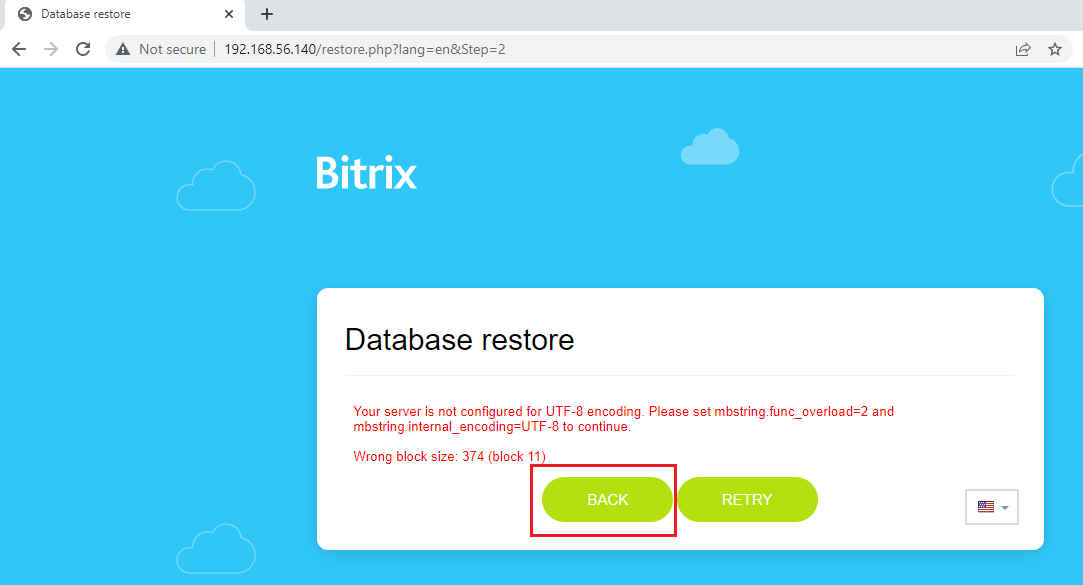 Database restore
Not secure
192.168.56.140/restore.php?lang=en&Step=2
Bitrix
Database restore
Your server is not configured for UTF-8 encoding. Please set mbstring.func_overload=2 and
mbstring.internal_encoding=UTF-8 to continue.
Wrong block size: 374 (block 11)
BACK
RETRY